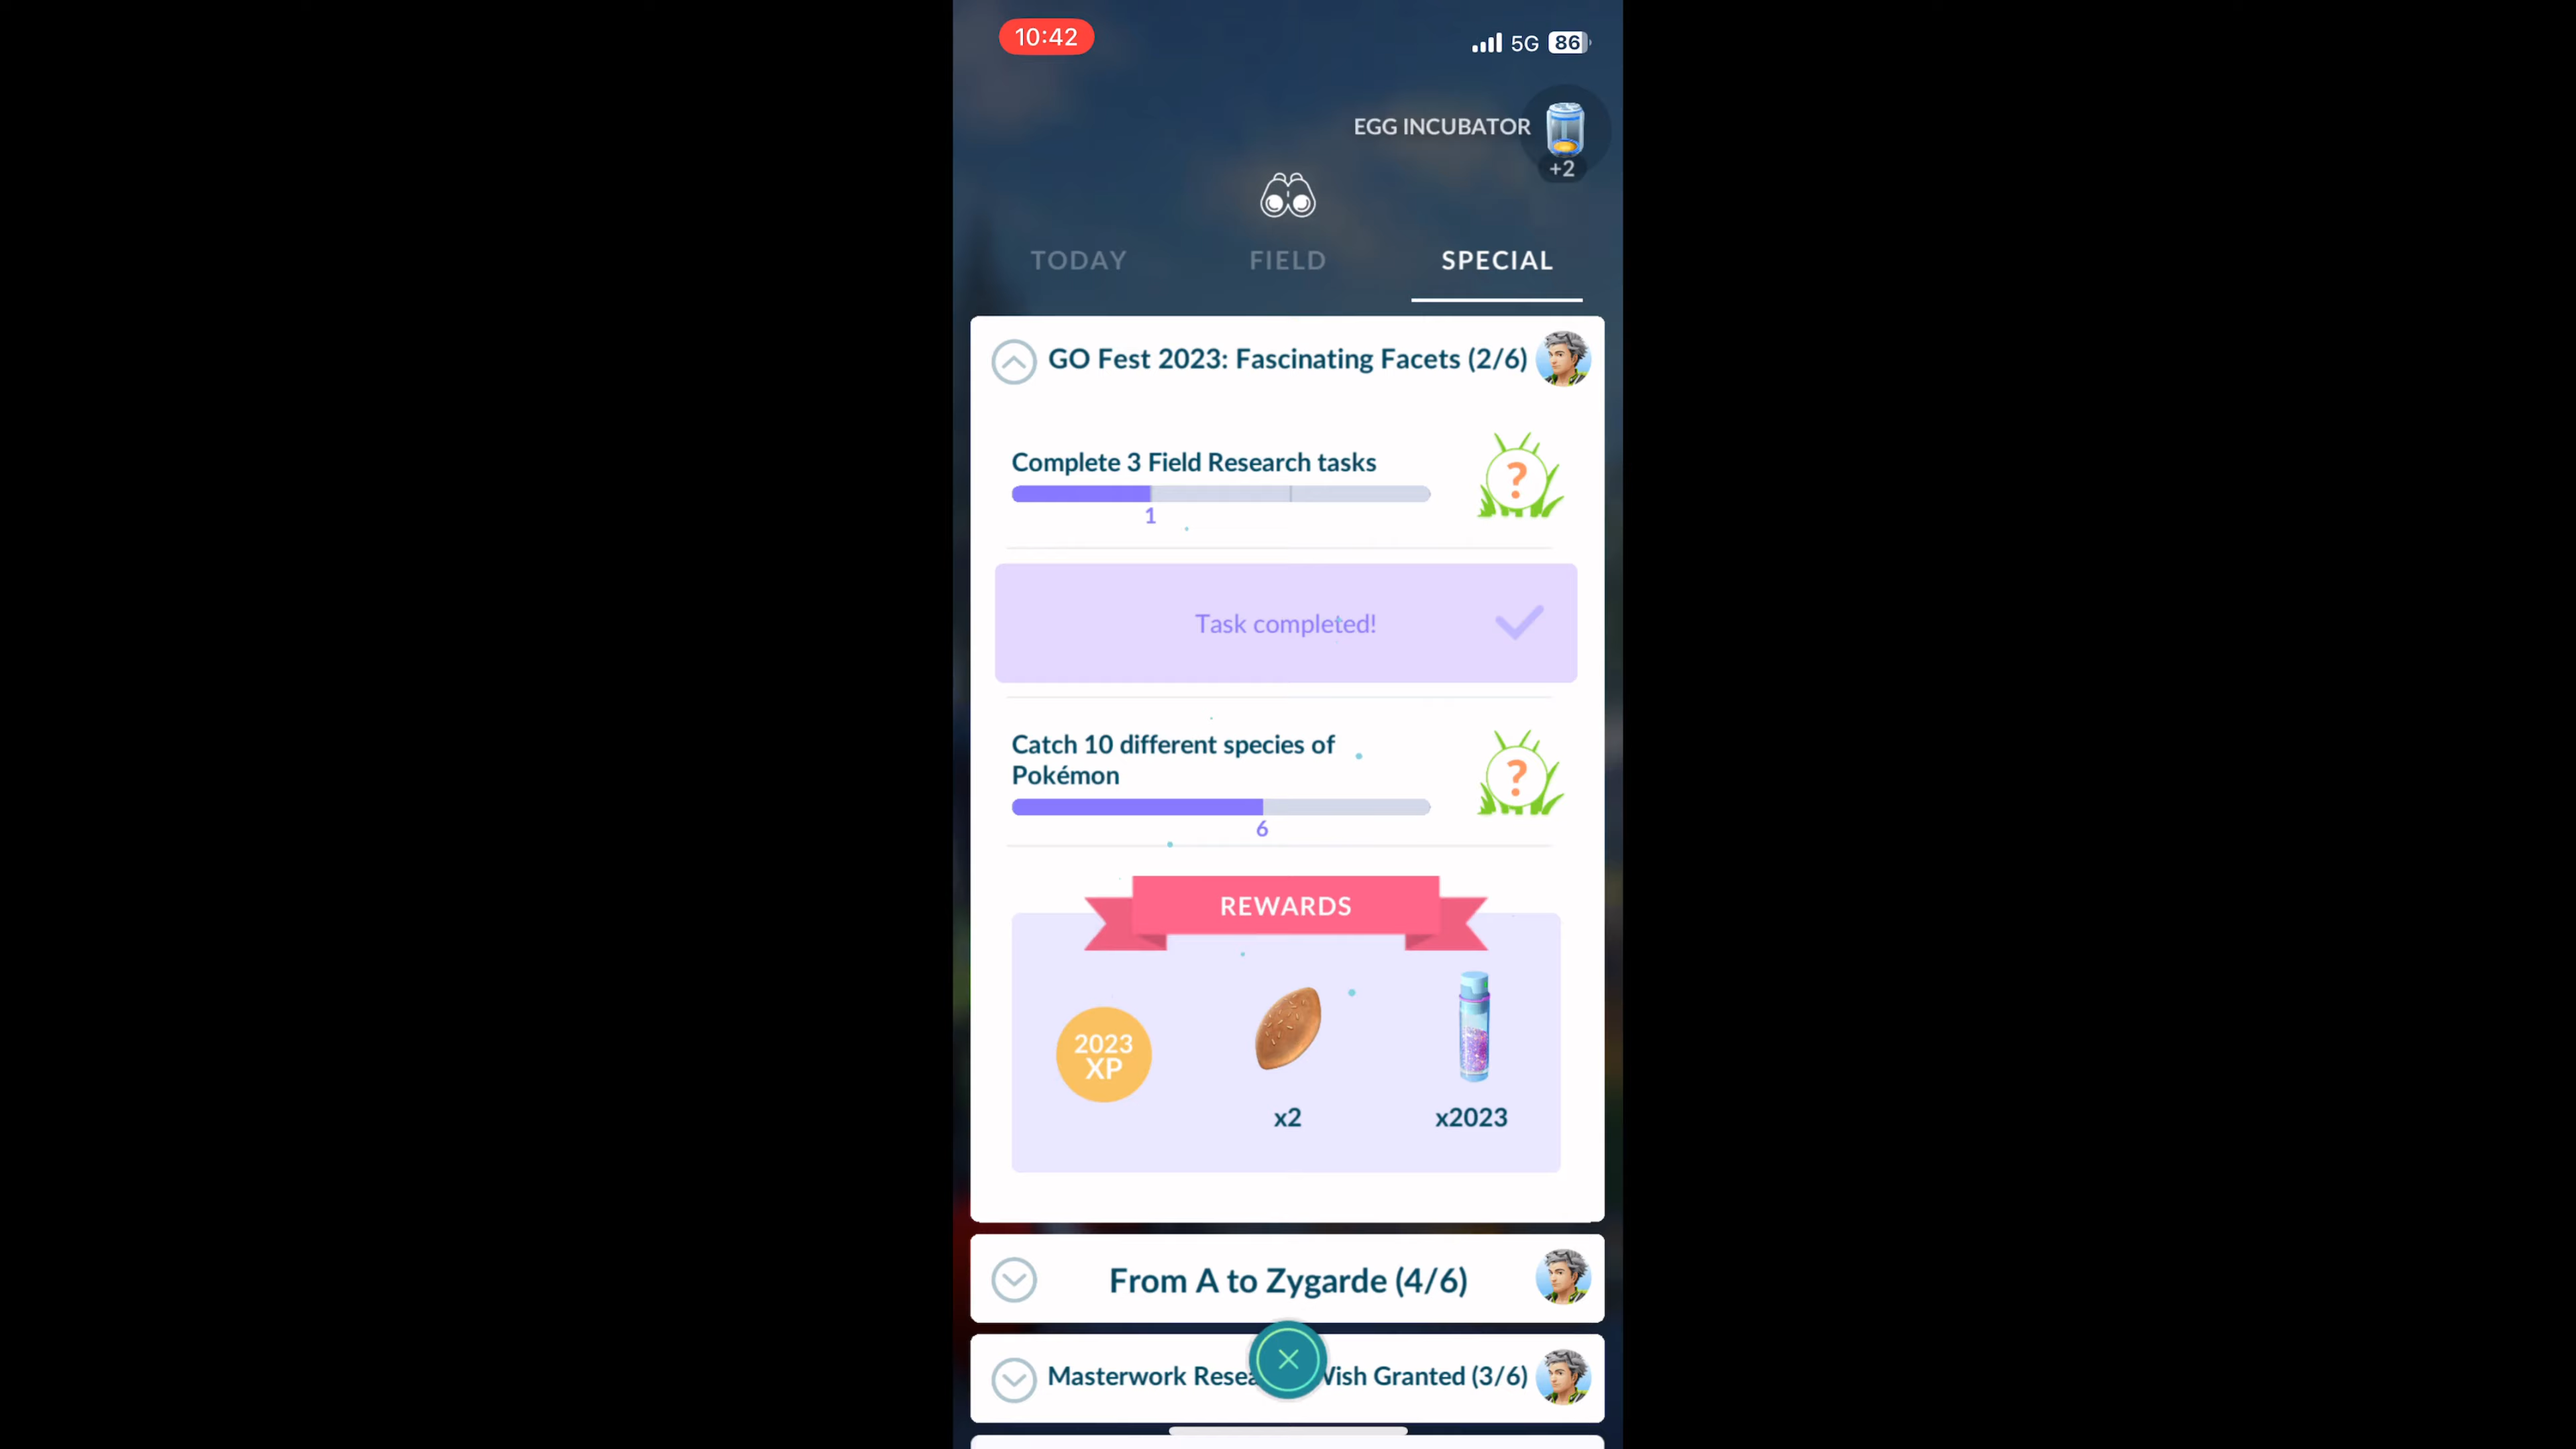 10:42
5G 86
EGG INCUBATOR
+2
TODAY FIELD SPECIAL
GO Fest 2023: Fascinating Facets (2/6)
Complete 3 Field Research tasks
?
1
Task completed!
Catch 10 different species of
Pokémon
?
6
REWARDS
2023
XP
x2
x2023
From A to Zygarde (4/6)
Masterwork Wish Granted (3/6)